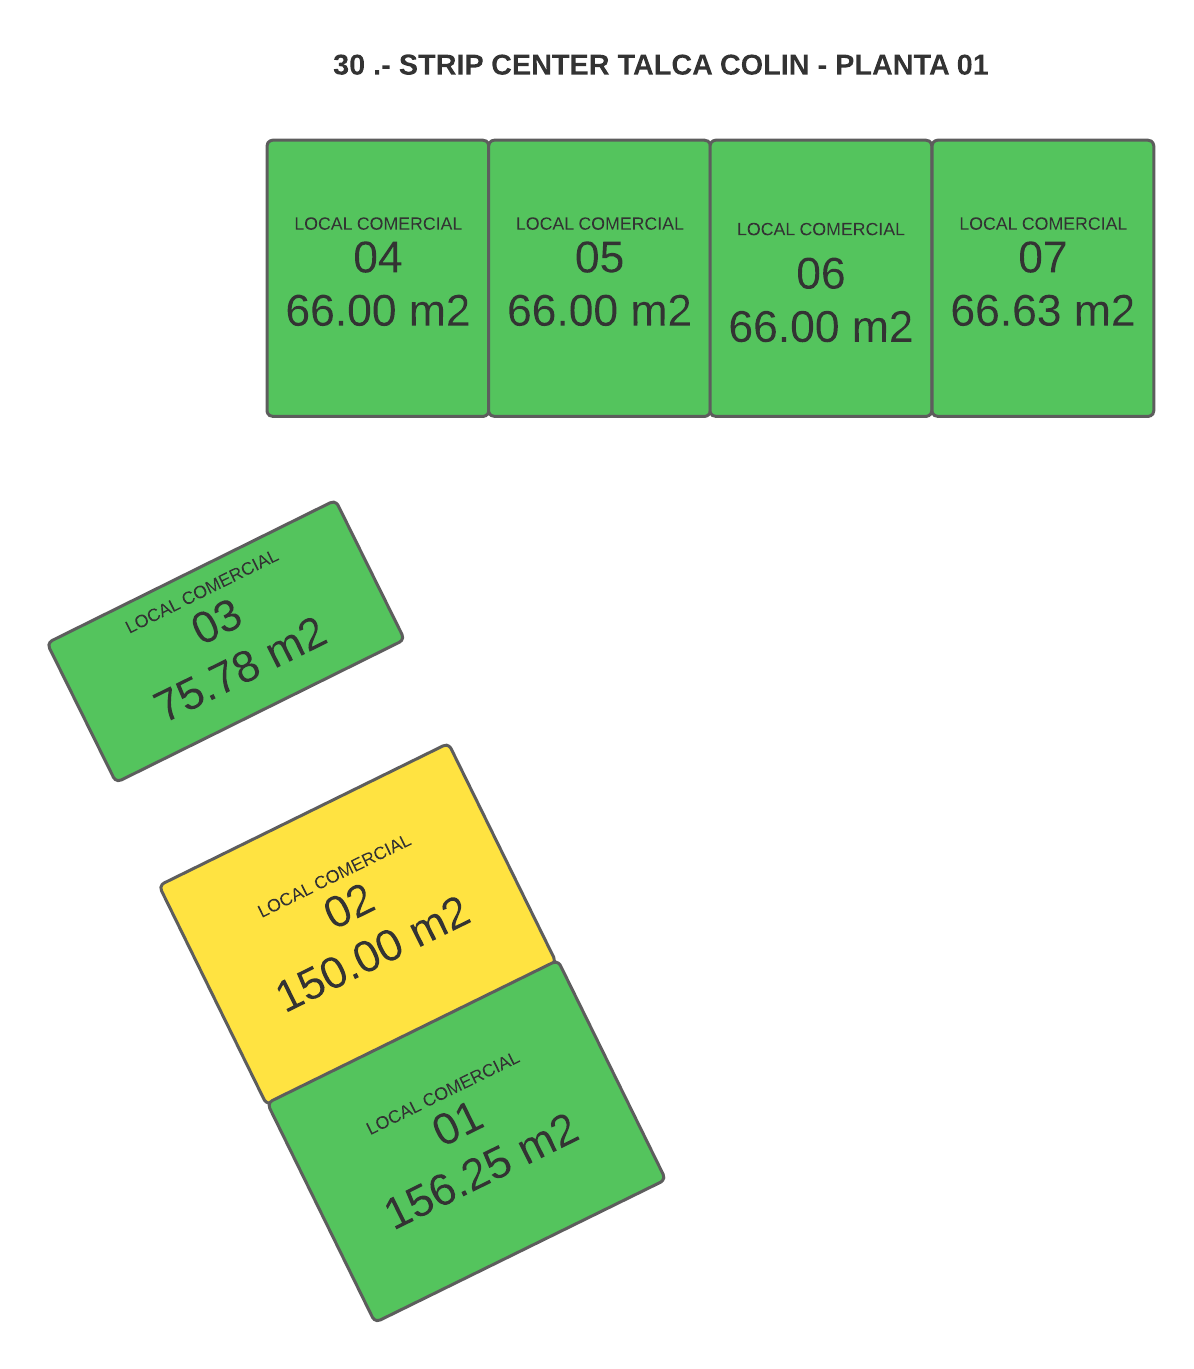 30 .- STRIP CENTER TALCA COLIN - PLANTA 01
LOCAL COMERCIAL
04
66.00 m2
LOCAL COMERCIAL
05
66.00 m2
LOCAL COMERCIAL
06
66.00 m2
LOCAL COMERCIAL
07
66.63 m2
LOCAL COMERCIAL
03
75.78 m2
LOCAL COMERCIAL
02
150.00 m2
LOCAL COMERCIAL
01
156.25 m2